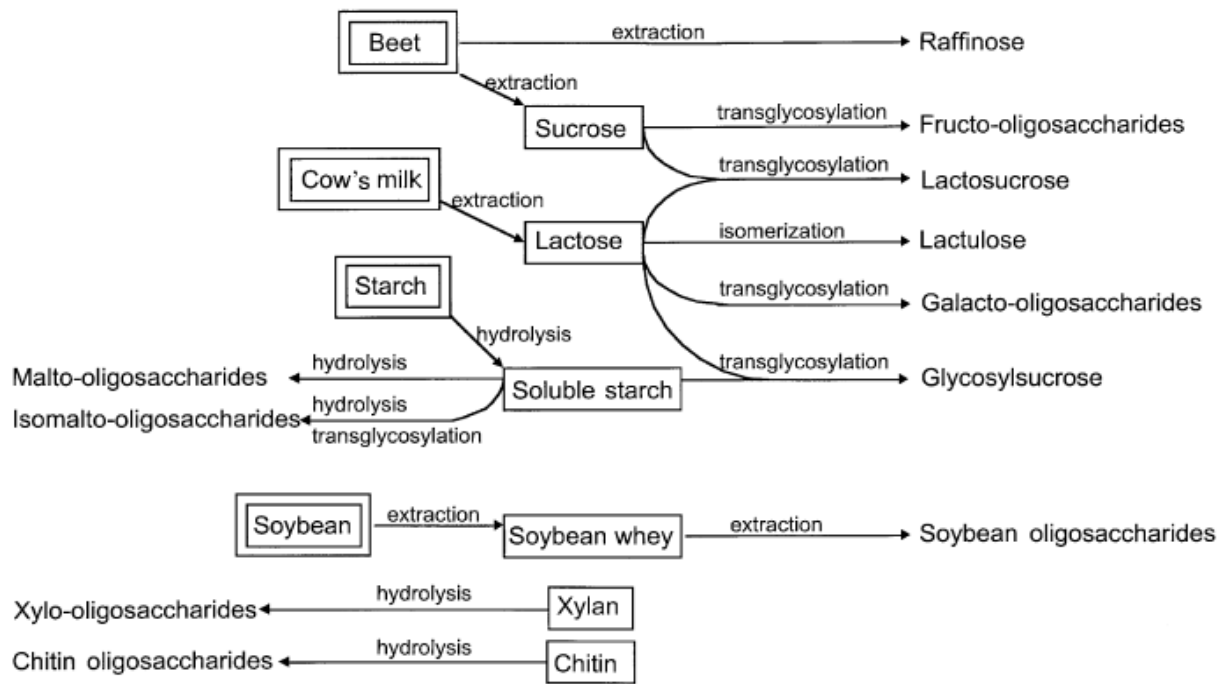 Beet
extraction
Raffinose
extraction
Sucrose
transglycosylation
Fructo-oligosaccharides
Cow's milk
extraction
transglycosylation
Lactosucrose
Lactose
isomerization
Lactulose
Starch
hydrolysis
transglycosylation
Galacto-oligosaccharides
Malto-oligosaccharides
hydrolysis
Soluble starch
transglycosylation
Glycosylsucrose
Isomalto-oligosaccharides
hydrolysis
transglycosylation
Soybean
extraction
Soybean whey
extraction
Soybean oligosaccharides
Xylo-oligosaccharides
hydrolysis
Xylan
Chitin oligosaccharides
hydrolysis
Chitin